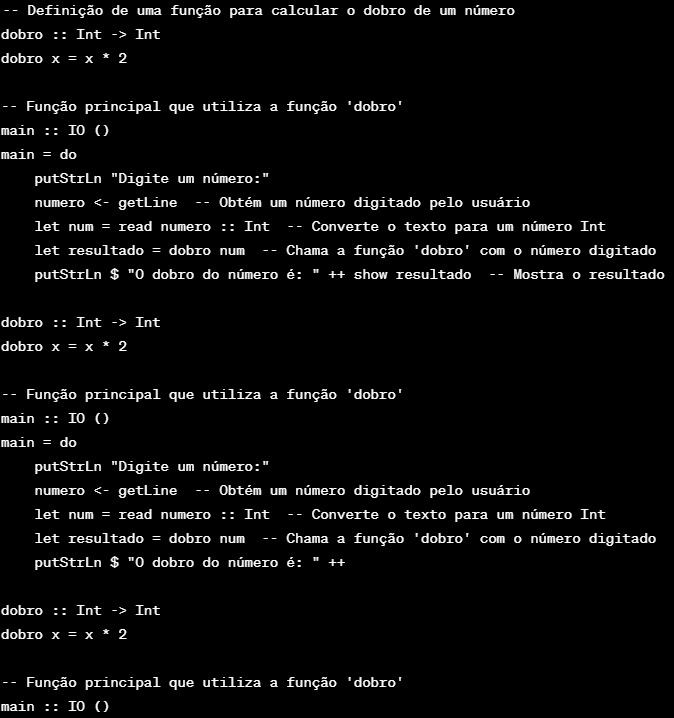 -- Definição de uma função para calcular o dobro de um número
dobro :: Int -> Int
dobro x = x * 2
-- Função principal que utiliza a função 'dobro'
main :: IO ()
main = do
putStrLn "Digite um número:"
numero <- getLine -- Obtém um número digitado pelo usuário
let num = read numero :: Int -- Converte o texto para um número Int
let resultado = dobro num -- Chama a função 'dobro' com o número digitado
putStrLn $ "O dobro do número é: " ++ show resultado -- Mostra o resultado
dobro :: Int -> Int
dobro x = x * 2
-- Função principal que utiliza a função 'dobro'
main :: IO ()
main = do
putStrLn "Digite um número:"
numero <- getLine -- Obtém um número digitado pelo usuário
let num = read numero :: Int -- Converte o texto para um número Int
let resultado = dobro num -- Chama a função 'dobro' com o número digitado
putStrLn $ "O dobro do número é: " ++
dobro :: Int -> Int
dobro x = x * 2
-- Função principal que utiliza a função 'dobro'
main :: IO ()